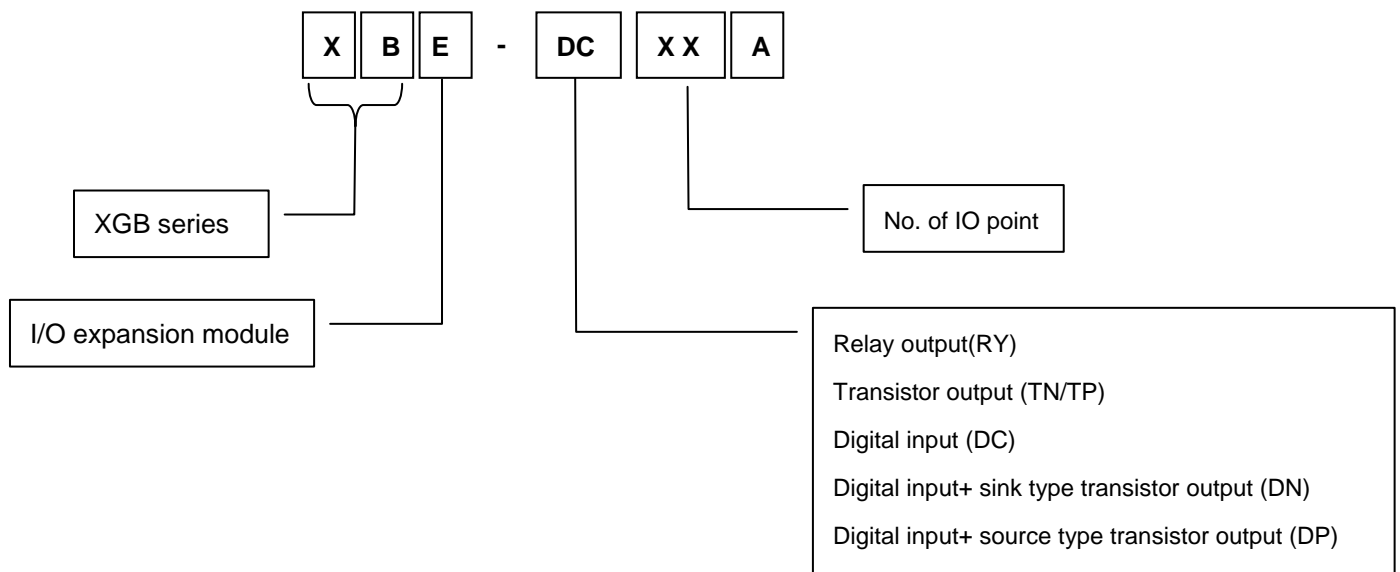 X B E - DC X X A
XGB series
No. of IO point
I/O expansion module
Relay output(RY)
Transistor output (TN/TP)
Digital input (DC)
Digital input+ sink type transistor output (DN)
Digital input+ source type transistor output (DP)